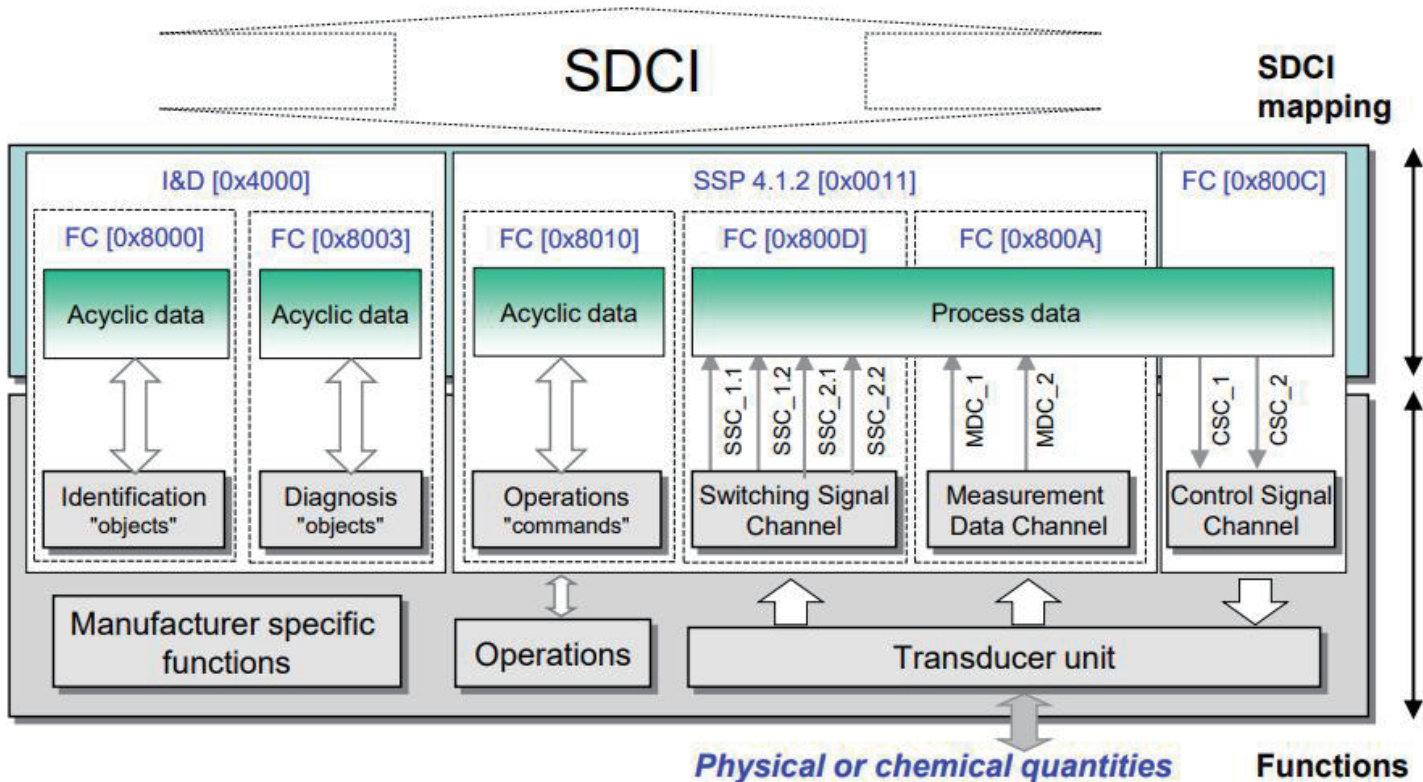 SDCI
SDCI
mapping
I&D [0x4000]
SSP 4.1.2 [0x0011]
FC [0x800C]
FC [0x8000]
FC [0x8003]
FC [0x8010]
FC [0x800D]
FC [0x800A]
Acyclic data
Acyclic data
Acyclic data
Process data
SSC_1.1
SSC_1.2
SSC_2.1
SSC_2.2
MDC_1
MDC_2
CSC_1
CSC_2
Identification
"objects"
Diagnosis
"objects"
Operations
"commands"
Switching Signal
Channel
Measurement
Data Channel
Control Signal
Channel
Manufacturer specific
functions
Operations
Transducer unit
Physical or chemical quantities
Functions